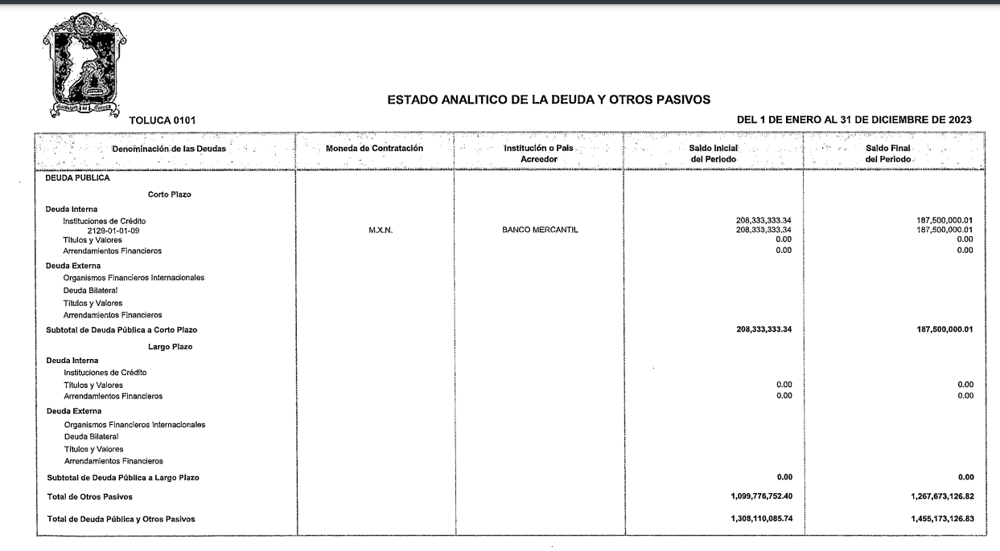 ESTADO ANALITICO DE LA DEUDA Y OTROS PASIVOS
TOLUCA 0101 DEL 1 DE ENERO AL 31 DE DICIEMBRE DE 2023
Denominación de las Deudas Moneda de Contratación Institución o Pais Acreedor Saldo Inicial del Periodo Saldo Final del Periodo
DEUDA PUBLICA
Corto Plazo
Deuda Interna
Instituciones de Crédito 208,333,333.34 187,500,000.01
2129-01-01-09 M.X.N. BANCO MERCANTIL 208,333,333.34 187,500,000.01
Títulos y Valores 0.00 0.00
Arrendamientos Financieros 0.00 0.00
Deuda Externa
Organismos Financieros Internacionales
Deuda Bilateral
Títulos y Valores
Arrendamientos Financieros
Subtotal de Deuda Pública a Corto Plazo 208,333,333.34 187,500,000.01
Largo Plazo
Deuda Interna
Instituciones de Crédito
Títulos y Valores 0.00 0.00
Arrendamientos Financieros 0.00 0.00
Deuda Externa
Organismos Financieros Internacionales
Deuda Bilateral
Títulos y Valores
Arrendamientos Financieros
Subtotal de Deuda Pública a Largo Plazo 0.00 0.00
Total de Otros Pasivos 1,099,776,752.40 1,267,673,126.82
Total de Deuda Pública y Otros Pasivos 1,308,110,085.74 1,455,173,126.83